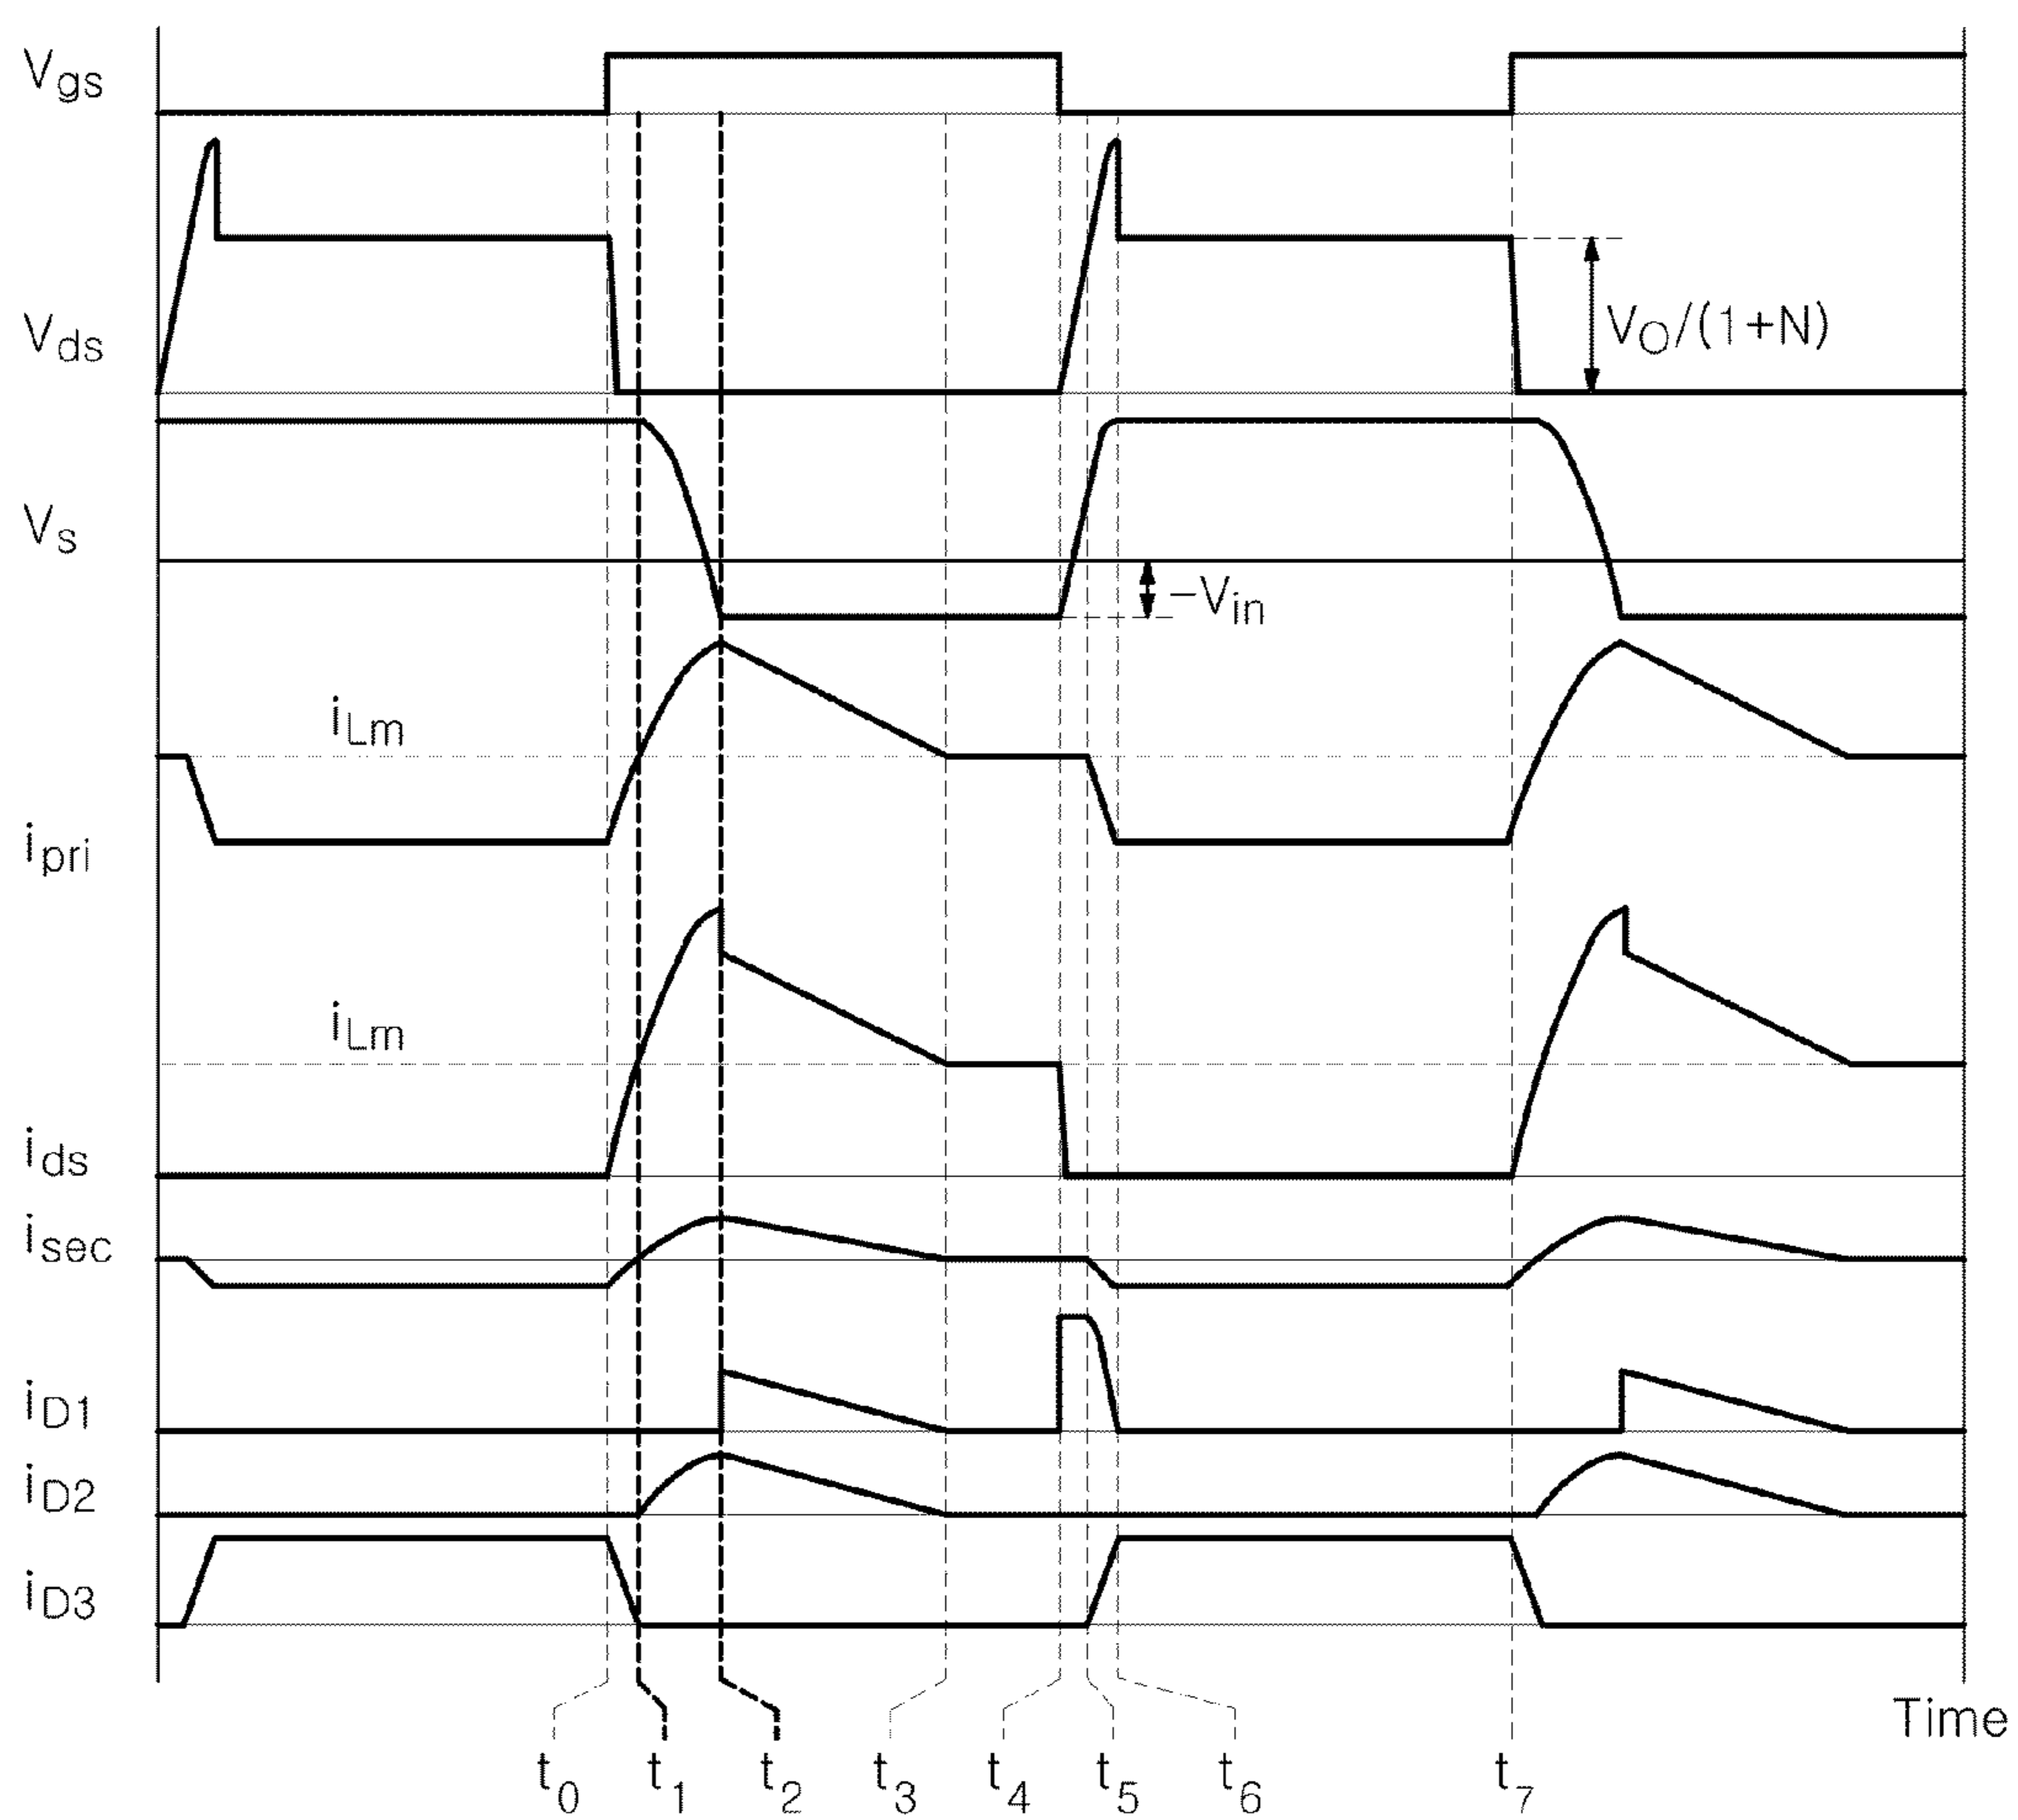 Vgs
Vds
VO/(1+N)
Vs
-Vin
iLm
ipri
iLm
ids
isec
iD1
iD2
iD3
Time
t0 t1 t2 t3 t4 t5 t6 t7